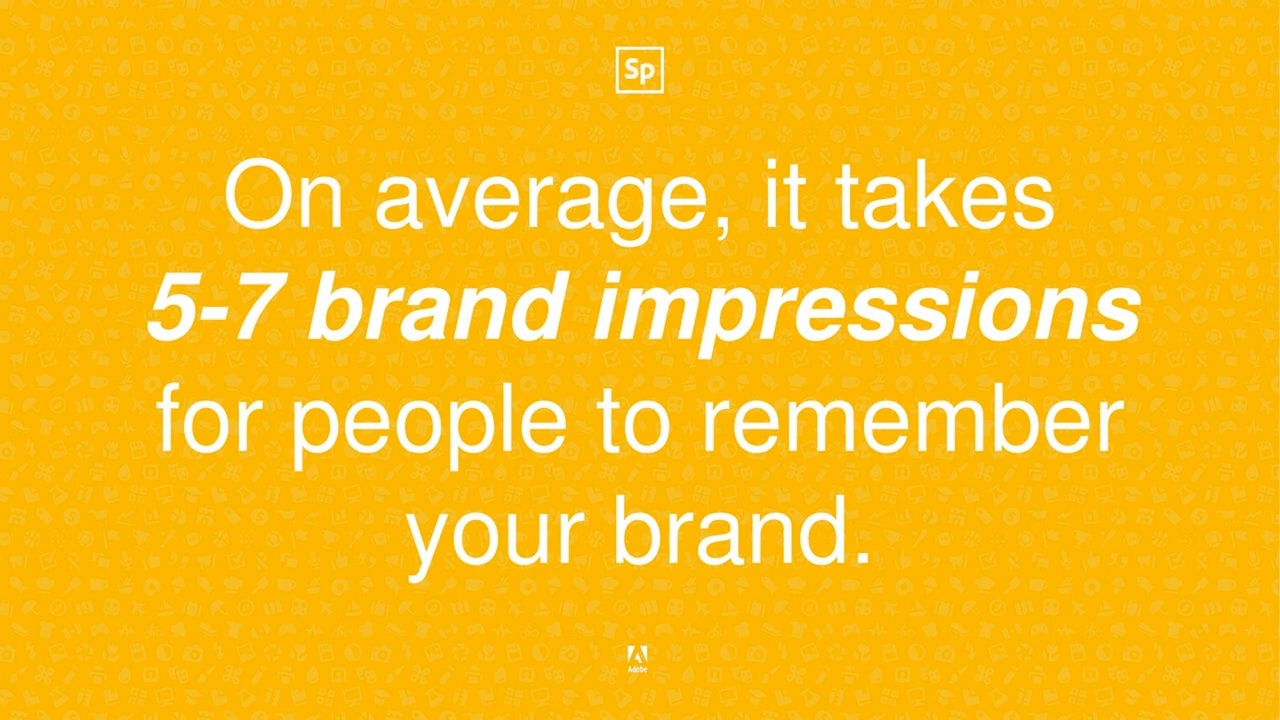 Sp
On average, it takes
5-7 brand impressions
for people to remember
your brand.
Adobe